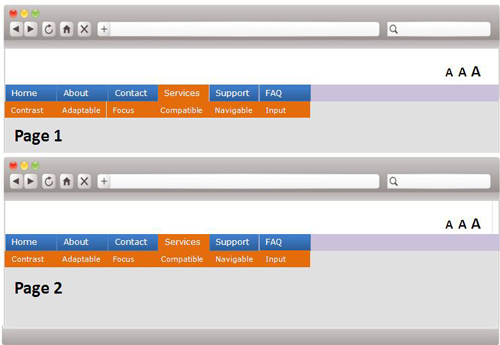 A A A
Home About Contact Services Support FAQ
Contrast Adaptable Focus Compatible Navigable Input
Page 1
A A A
Home About Contact Services Support FAQ
Contrast Adaptable Focus Compatible Navigable Input
Page 2